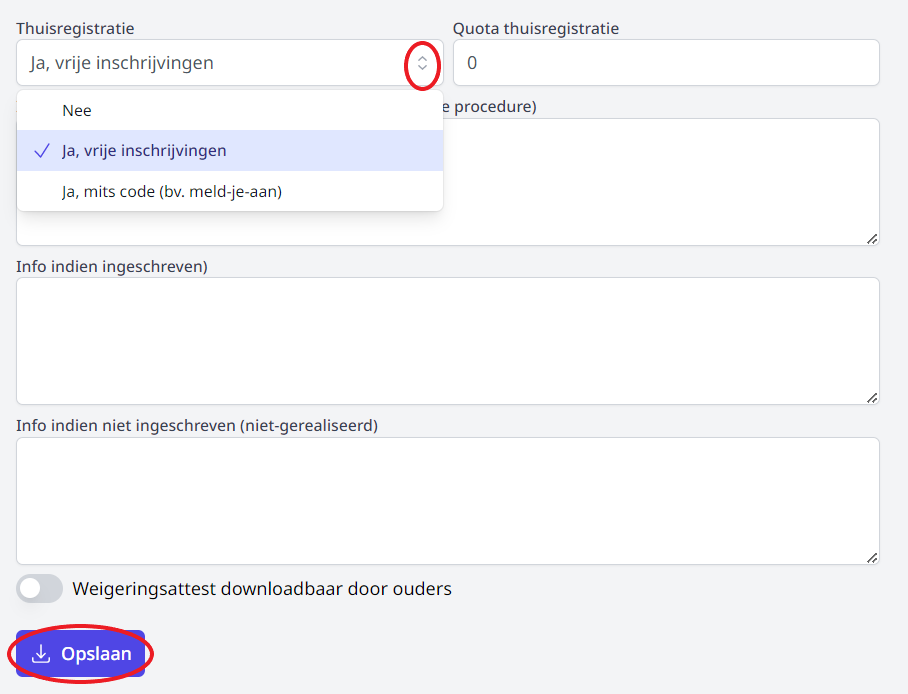 Thuisregistratie
Quota thuisregistratie
Ja, vrije inschrijvingen
0
procedure)
Nee
Ja, vrije inschrijvingen
Ja, mits code (bv. meld-je-aan)
Info indien ingeschreven)
Info indien niet ingeschreven (niet-gerealiseerd)
Weigeringsattest downloadbaar door ouders
Opslaan